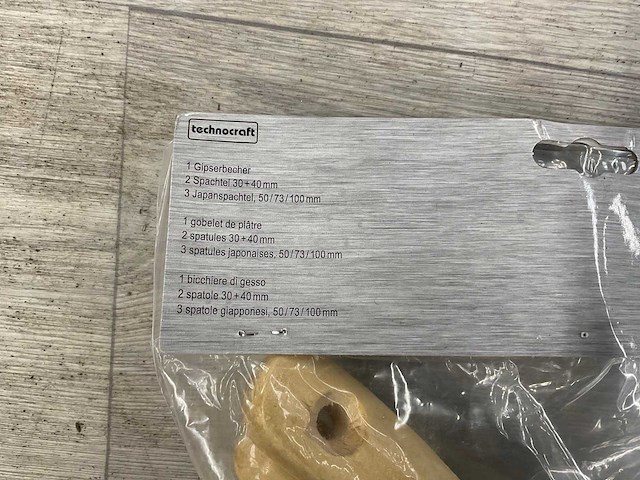 technocraft
1 Gipserbecher
2 Spachtel 30+40 mm
3 Japanspachtel, 50/73/100 mm
1 gobelet de plâtre
2 spatules 30+40 mm
3 spatules japonaises, 50/73/100 mm
1 bicchiere di gesso
2 spatole 30+40 mm
3 spatole giapponesi, 50/73/100 mm